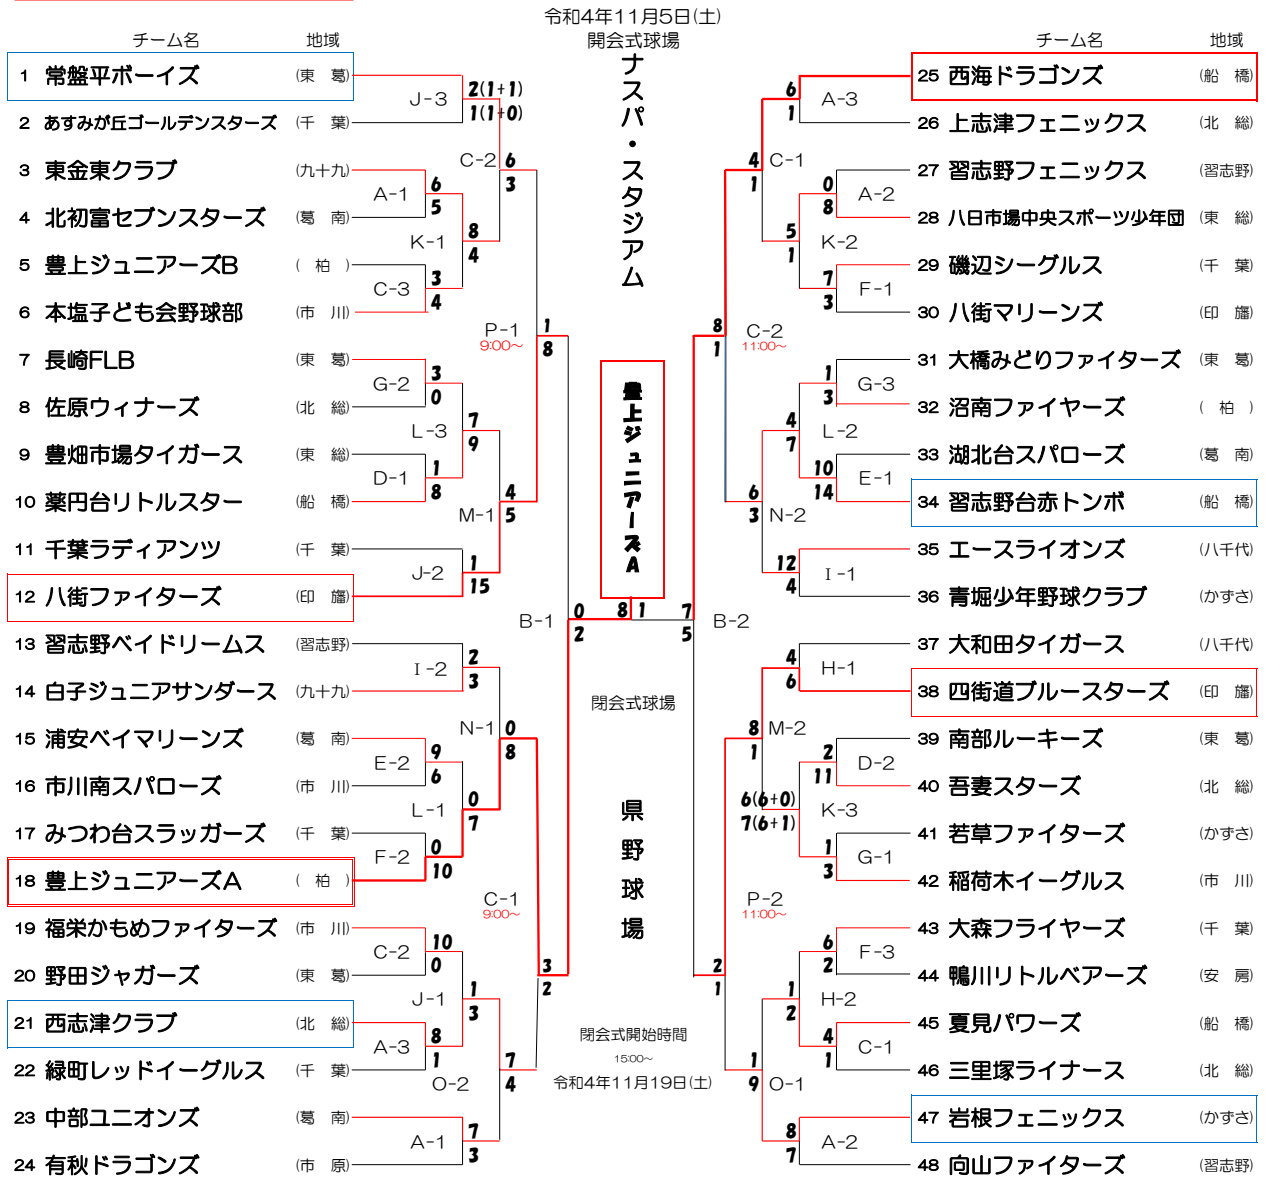 令和4年11月5日(土)
開会式球場
ナスパ・スタジアム
チーム名 地域
1 常盤平ボーイズ (東 葛)
2 あすみが丘ゴールデンスターズ (千 葉)
3 東金東クラブ (九十九)
4 北初富セブンスターズ (葛 南)
5 豊上ジュニアーズB ( 柏 )
6 本塩子ども会野球部 (市 川)
7 長崎FLB (東 葛)
8 佐原ウィナーズ (北 総)
9 豊畑市場タイガース (東 総)
10 薬円台リトルスター (船 橋)
11 千葉ラディアンツ (千 葉)
12 八街ファイターズ (印 旛)
13 習志野ベイドリームス (習志野)
14 白子ジュニアサンダース (九十九)
15 浦安ベイマリーンズ (葛 南)
16 市川南スパローズ (市 川)
17 みつわ台スラッガーズ (千 葉)
18 豊上ジュニアーズA ( 柏 )
19 福栄かもめファイターズ (市 川)
20 野田ジャガーズ (東 葛)
21 西志津クラブ (北 総)
22 緑町レッドイーグルス (千 葉)
23 中部ユニオンズ (葛 南)
24 有秋ドラゴンズ (市 原)
J-3 2(1+1)
1(1+0)
C-2 6
3
A-1 6
5
K-1 8
4
C-3 3
4
P-1 1
9:00〜 8
G-2 3
0
L-3 7
9
D-1 1
8
M-1 4
5
J-2 1
15
B-1 0
2
I-2 2
3
N-1 0
8
E-2 9
6
L-1 0
7
F-2 0
10
C-1
9:00〜
3
2
C-2 10
0
J-1 1
3
A-3 8
1
O-2 7
4
A-1 7
3
豊上ジュニアーズA
8 1
閉会式球場
県野球場
閉会式開始時間
15:00〜
令和4年11月19日(土)
チーム名 地域
25 西海ドラゴンズ (船 橋)
26 上志津フェニックス (北 総)
27 習志野フェニックス (習志野)
28 八日市場中央スポーツ少年団 (東 総)
29 磯辺シーグルス (千 葉)
30 八街マリーンズ (印 旛)
31 大橋みどりファイターズ (東 葛)
32 沼南ファイヤーズ ( 柏 )
33 湖北台スパローズ (葛 南)
34 習志野台赤トンボ (船 橋)
35 エースライオンズ (八千代)
36 青堀少年野球クラブ (かずさ)
37 大和田タイガース (八千代)
38 四街道ブルースターズ (印 旛)
39 南部ルーキーズ (東 葛)
40 吾妻スターズ (北 総)
41 若草ファイターズ (かずさ)
42 稲荷木イーグルス (市 川)
43 大森フライヤーズ (千 葉)
44 鴨川リトルベアーズ (安 房)
45 夏見パワーズ (船 橋)
46 三里塚ライナース (北 総)
47 岩根フェニックス (かずさ)
48 向山ファイターズ (習志野)
6 A-3
1
4 C-1
1
0 A-2
8
5 K-2
1
7 F-1
3
8 C-2
1 11:00〜
1 G-3
3
4 L-2
7
10 E-1
14
6 N-2
3
12 I-1
4
7 B-2
5
4 H-1
6
8 M-2
1
2 D-2
11
6(6+0) K-3
7(6+1)
1 G-1
3
P-2
11:00〜
2
1
6 F-3
2
1 H-2
2
4 C-1
1
1 O-1
9
8 A-2
7